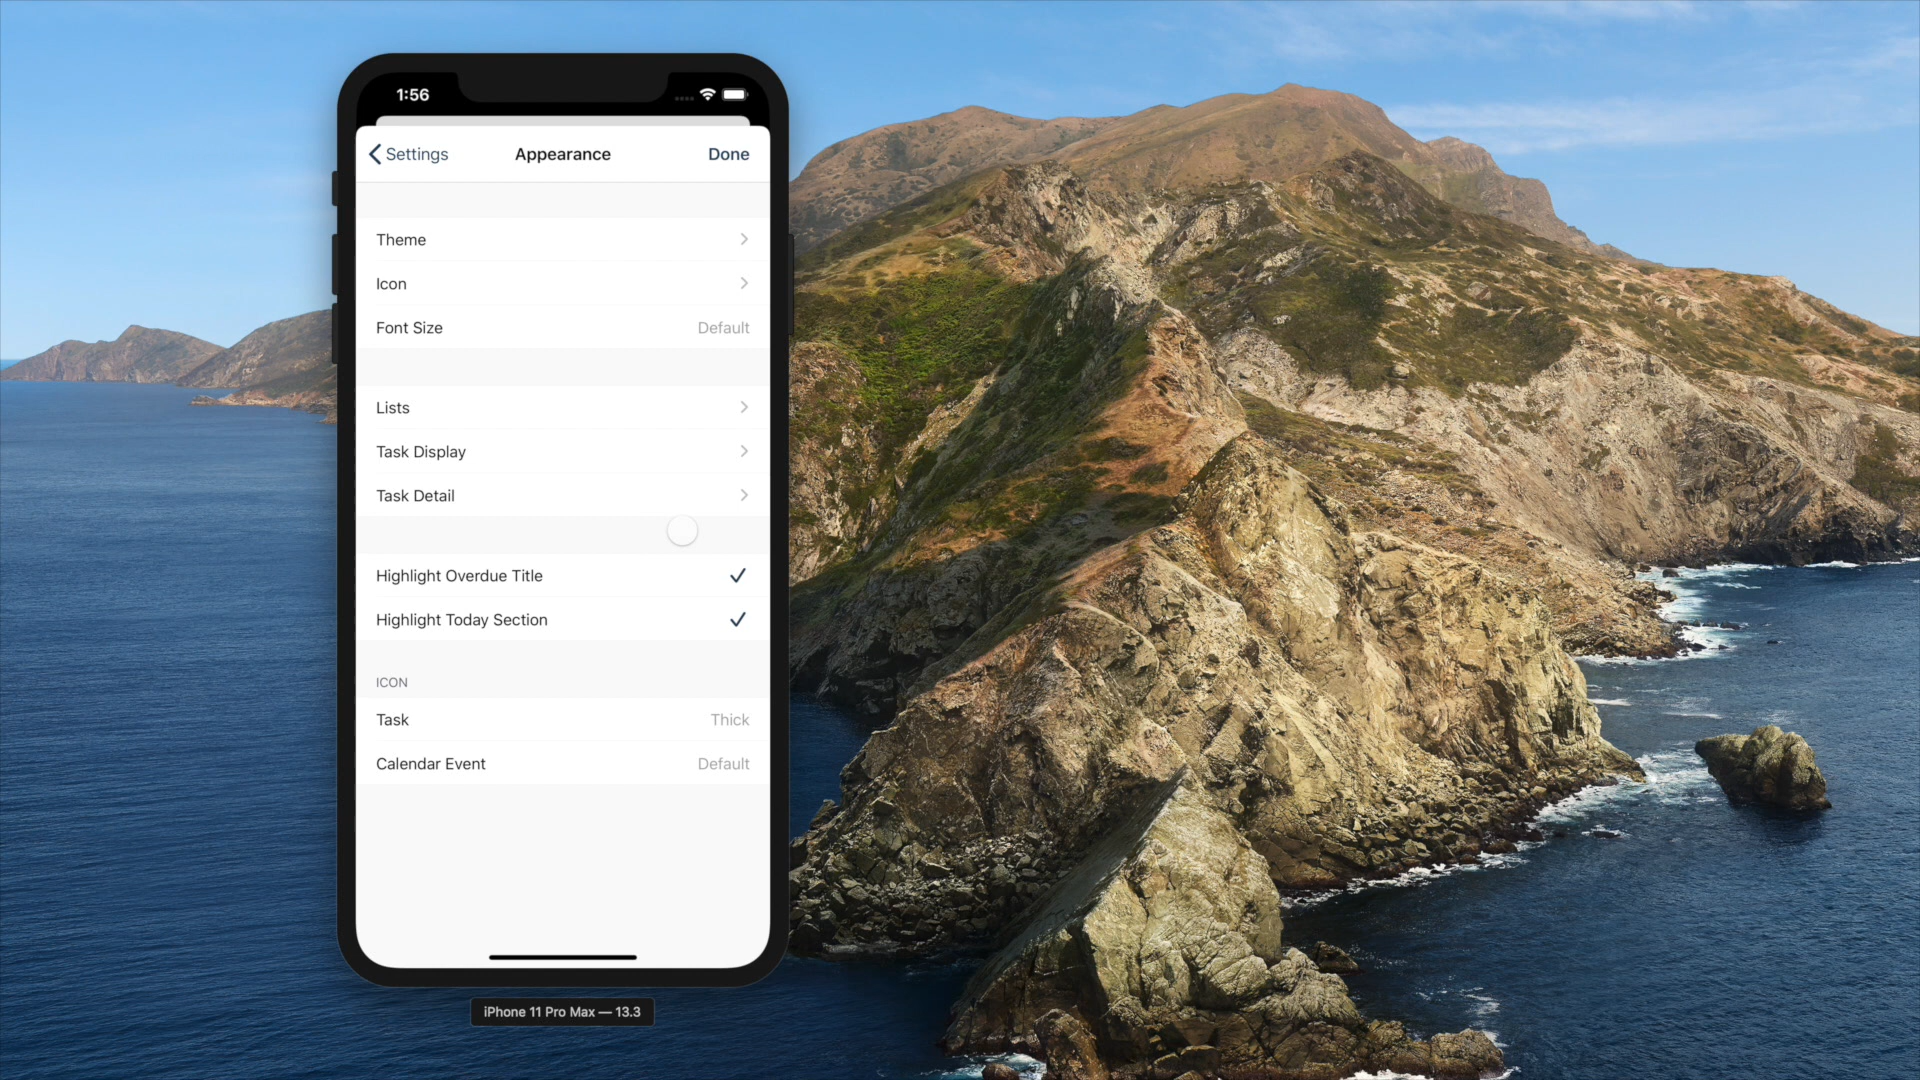 1:56
Settings
Appearance
Done
Theme
Icon
Font Size
Default
Lists
Task Display
Task Detail
Highlight Overdue Title
Highlight Today Section
ICON
Task
Thick
Calendar Event
Default
iPhone 11 Pro Max — 13.3